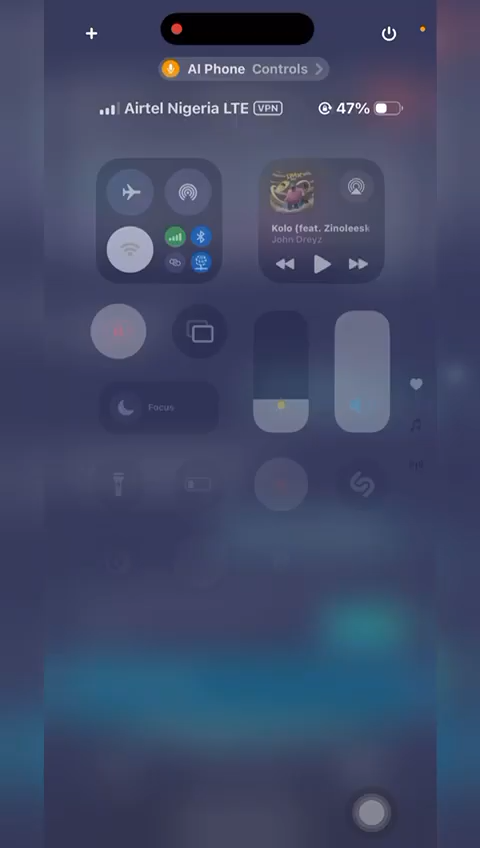 AI Phone Controls
Airtel Nigeria LTE VPN 47%
Kolo (feat. Zinoleesk
John Dreyz
Focus